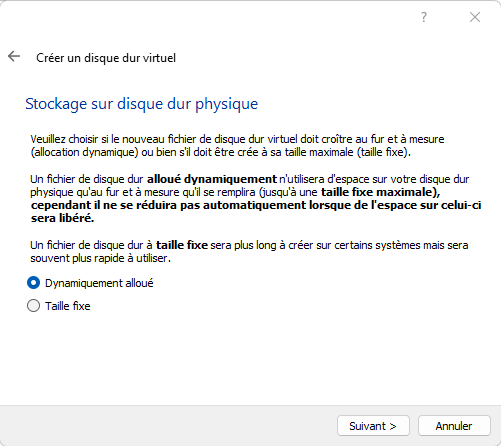 ?
Créer un disque dur virtuel
Stockage sur disque dur physique
Veuillez choisir si le nouveau fichier de disque dur virtuel doit croître au fur et à mesure
(allocation dynamique) ou bien s'il doit être crée à sa taille maximale (taille fixe).
Un fichier de disque dur alloué dynamiquement n'utilisera d'espace sur votre disque dur
physique qu'au fur et à mesure qu'il se remplira (jusqu'à une taille fixe maximale),
cependant il ne se réduira pas automatiquement lorsque de l'espace sur celui-ci
sera libéré.
Un fichier de disque dur à taille fixe sera plus long à créer sur certains systèmes mais sera
souvent plus rapide à utiliser.
Dynamiquement alloué
Taille fixe
Suivant >
Annuler